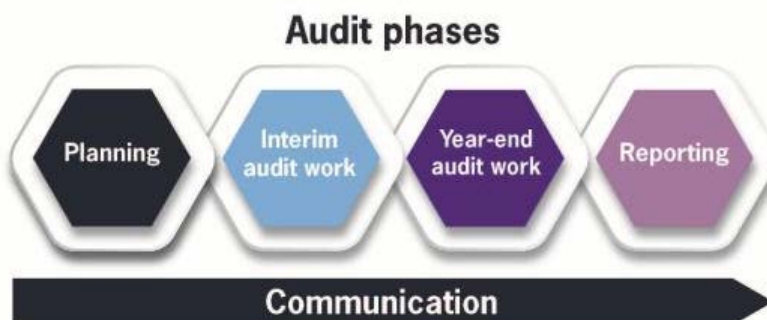 Audit phases
Planning
Interim
audit work
Year-end
audit work
Reporting
Communication